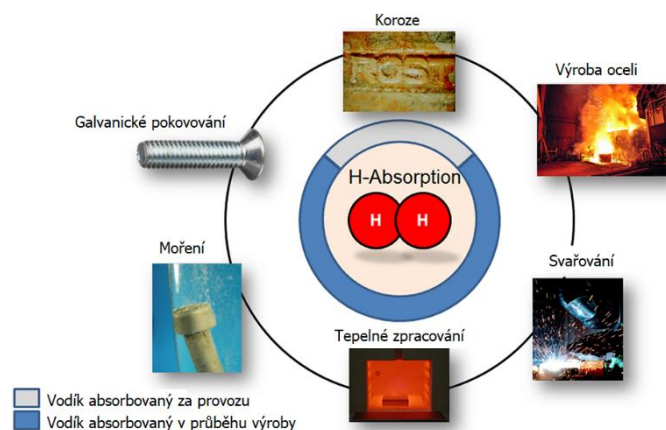 Koroze
ROST
Výroba oceli
Galvanické pokovování
H-Absorption
H H
Moření
Svařování
Tepelné zpracování
Vodík absorbovaný za provozu
Vodík absorbovaný v průběhu výroby